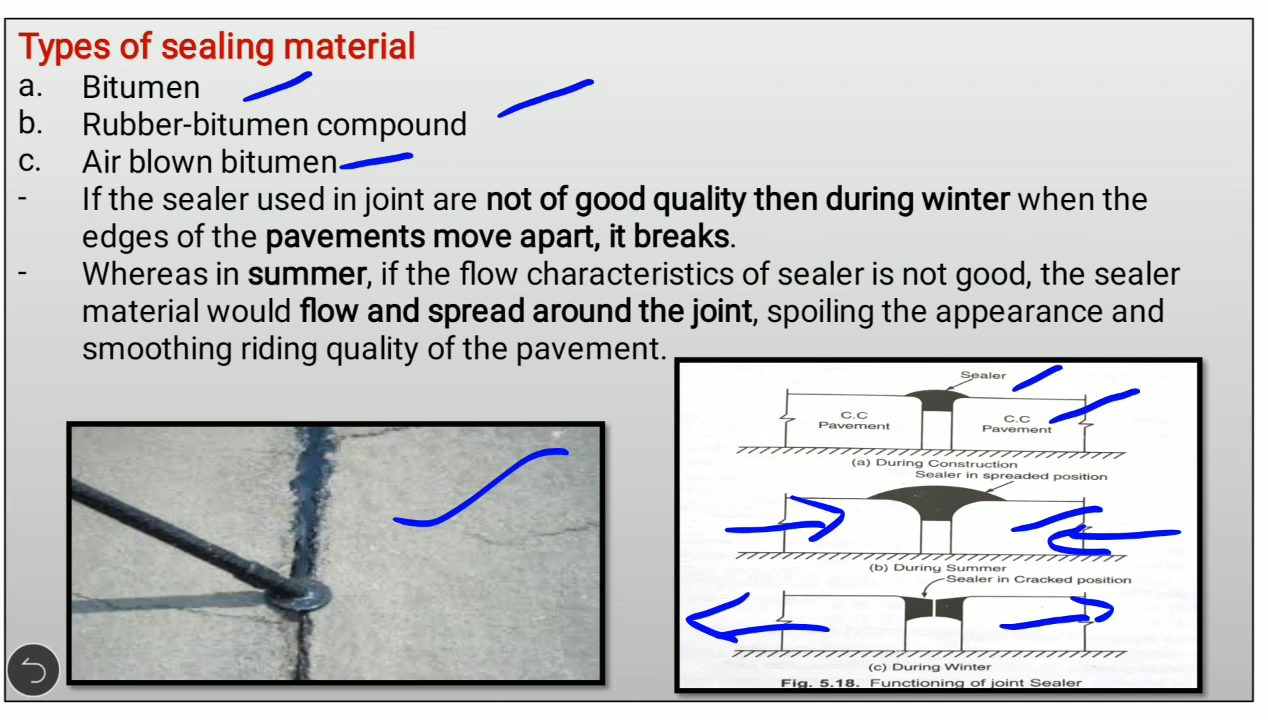 Types of sealing material
a. Bitumen
b. Rubber-bitumen compound
c. Air blown bitumen
- If the sealer used in joint are not of good quality then during winter when the
edges of the pavements move apart, it breaks.
- Whereas in summer, if the flow characteristics of sealer is not good, the sealer
material would flow and spread around the joint, spoiling the appearance and
smoothing riding quality of the pavement.
Sealer
C.C
Pavement
C.C
Pavement
(a) During Construction
Sealer in spreaded position
(b) During Summer
Sealer in Cracked position
(c) During Winter
Fig. 5.18. Functioning of joint Sealer